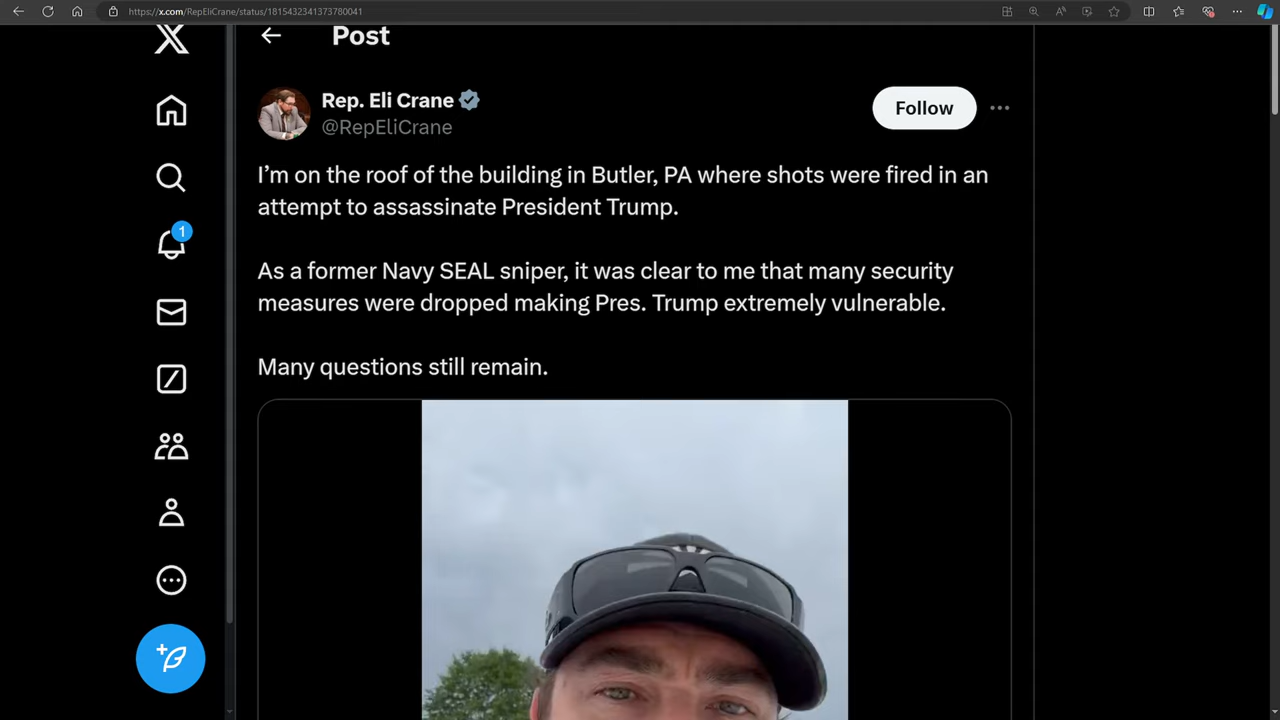 https://x.com/RepEliCrane/status/1815432341373780041
Post
Rep. Eli Crane
@RepEliCrane
Follow
I’m on the roof of the building in Butler, PA where shots were fired in an
attempt to assassinate President Trump.
As a former Navy SEAL sniper, it was clear to me that many security
measures were dropped making Pres. Trump extremely vulnerable.
Many questions still remain.
1